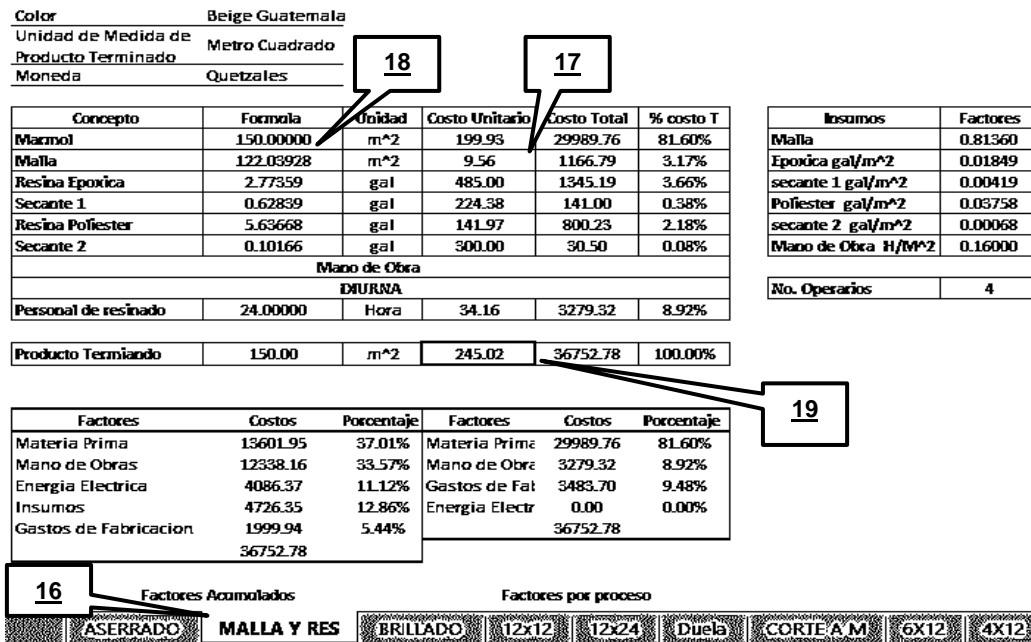 Color Beige Guatemala
Unidad de Medida de Producto Terminado Metro Cuadrado
Moneda Quetzales
18
17
Concepto Formula Unidad Costo Unitario Costo Total % costo T
Marmol 150.00000 m^2 199.93 29989.76 81.60%
Malla 122.03928 m^2 9.56 1166.79 3.17%
Resina Epoxica 2.77359 gal 485.00 1345.19 3.66%
Secante 1 0.62839 gal 224.38 141.00 0.38%
Resina Poliester 5.63668 gal 141.97 800.23 2.18%
Secante 2 0.10166 gal 300.00 30.50 0.08%
Mano de Obra
DIURNA
Personal de resinado 24.00000 Hora 34.16 3279.32 8.92%
Producto Termiando 150.00 m^2 245.02 36752.78 100.00%
Insumos Factores
Malla 0.81360
Epoxica gal/m^2 0.01849
secante 1 gal/m^2 0.00419
Poliester gal/m^2 0.03758
secante 2 gal/m^2 0.00068
Mano de Obra H/M^2 0.16000
No. Operarios 4
19
Factores Costos Porcentaje Factores Costos Porcentaje
Materia Prima 13601.95 37.01% Materia Prima 29989.76 81.60%
Mano de Obras 12338.16 33.57% Mano de Obra 3279.32 8.92%
Energia Electrica 4086.37 11.12% Gastos de Fab 3483.70 9.48%
Insumos 4726.35 12.86% Energia Electr 0.00 0.00%
Gastos de Fabricacion 1999.94 5.44% 36752.78
36752.78
16
Factores Acumulados Factores por proceso
ASERRADO MALLA Y RES BRILLADO 12x12 12x24 Duela CORTE A M 6X12 4X12